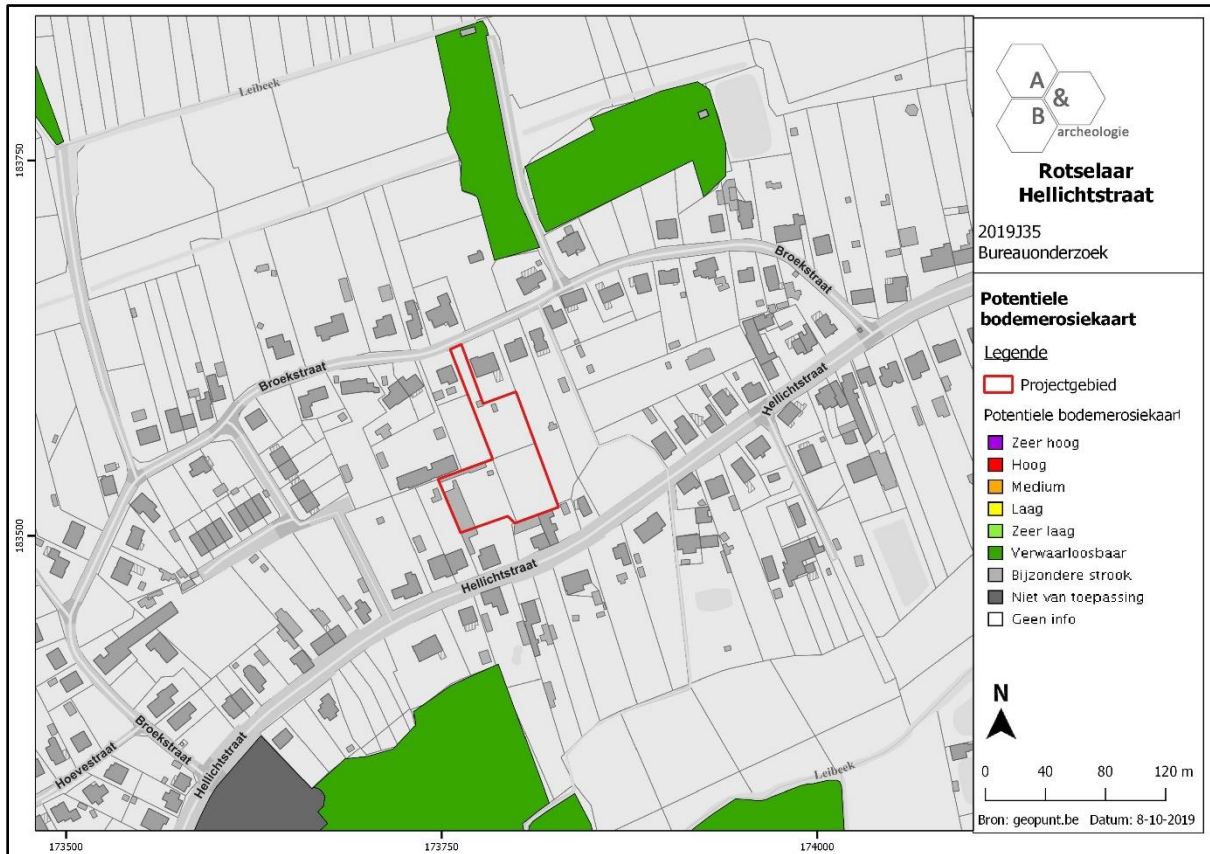 Leibeek
Broekstraat
Broekstraat
Hellichtstraat
Hellichtstraat
Broekstraat
Hoevestraat
Hellichtstraat
Leibeek
183750
183500
173500
173750
174000
A
&
B
archeologie
Rotselaar
Hellichtstraat
2019J35
Bureauonderzoek
Potentiele
bodemerosiekaart
Legende
Projectgebied
Potentiele bodemerosiekaart
Zeer hoog
Hoog
Medium
Laag
Zeer laag
Verwaarloosbaar
Bijzondere strook
Niet van toepassing
Geen info
N
0 40 80 120 m
Bron: geopunt.be Datum: 8-10-2019